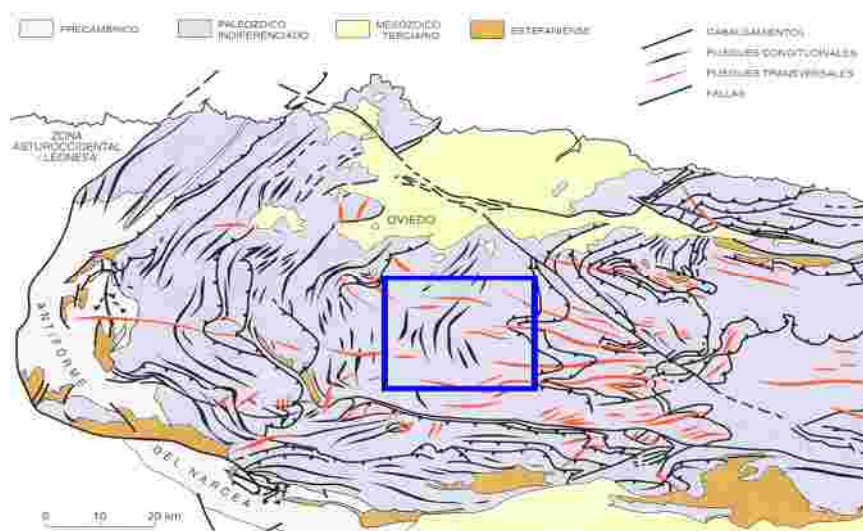 PRECÁMBRICO
PALEOZOICO
INDIFERENCIADO
MESOZOICO
TERCIARIO
ESTEFANIENSE
CABALGAMIENTOS
PLIEGUES LONGITUDINALES
PLIEGUES TRANSVERSALES
FALLAS
ZONA
ASTUROCCIDENTAL
LEONESA
OVIEDO
ANTIFORME
DEL NARCEA
0 10 20 km